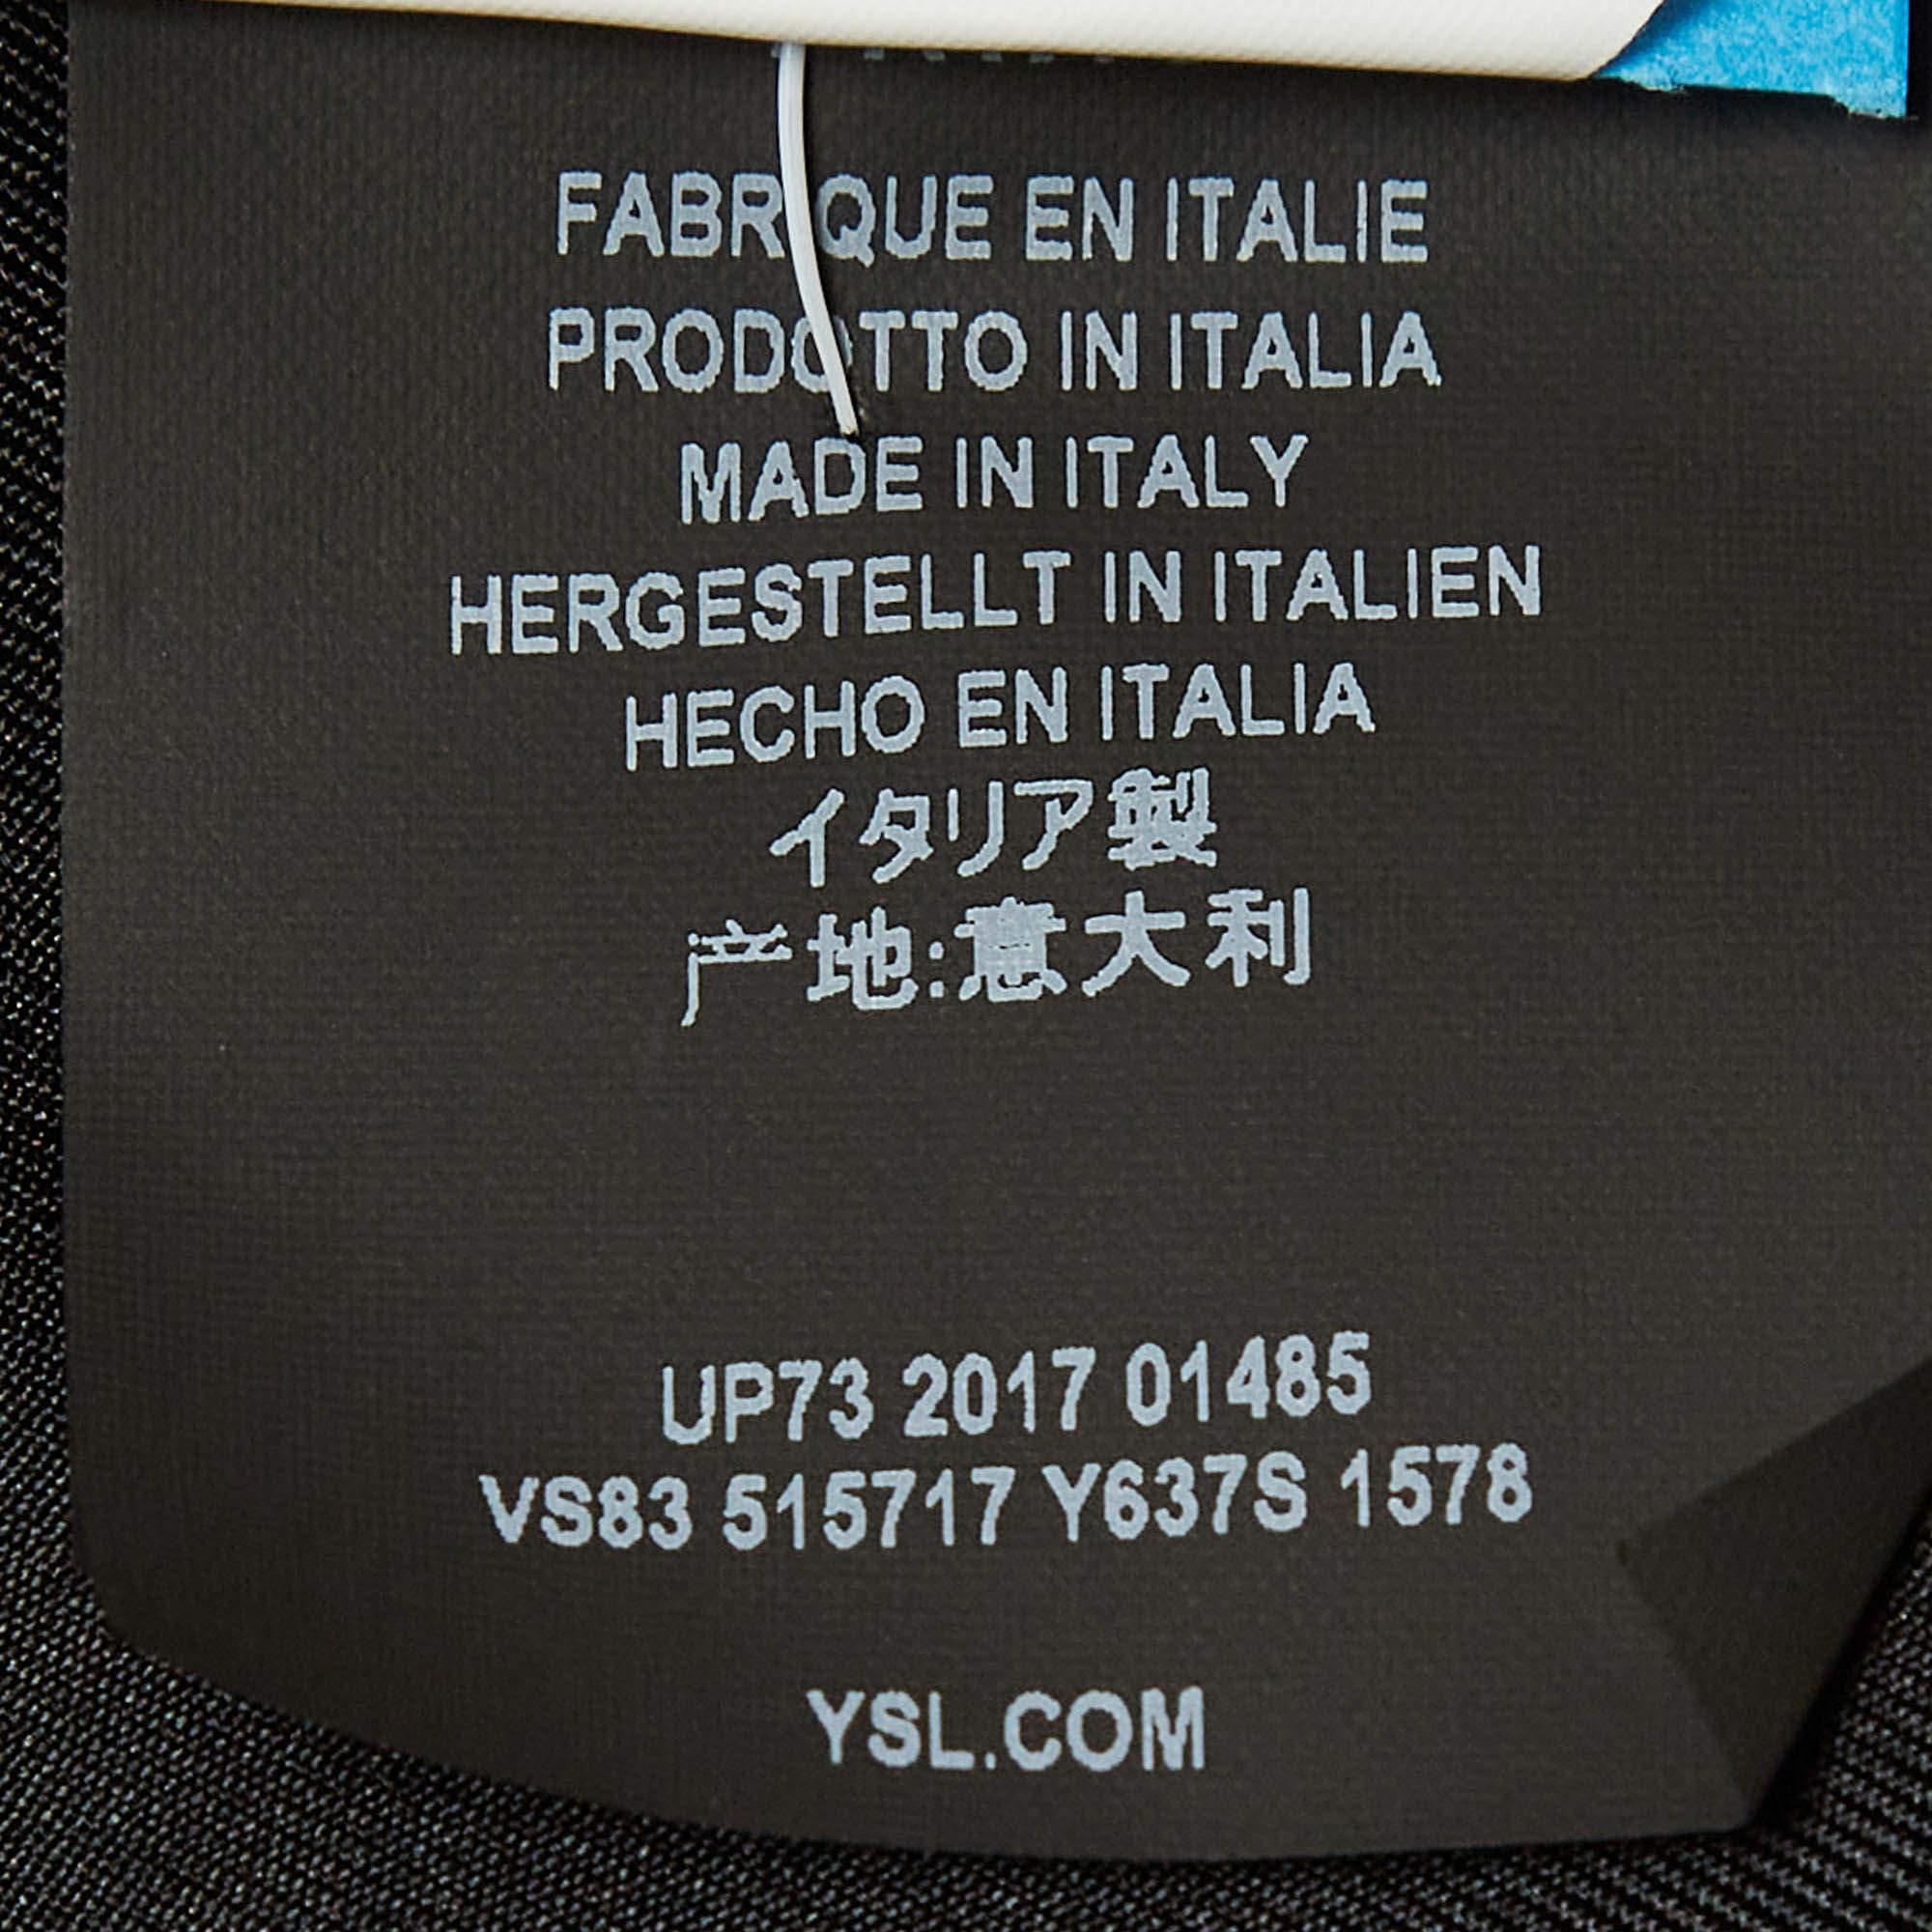 FABRIQUE EN ITALIE
PRODOTTO IN ITALIA
MADE IN ITALY
HERGESTELLT IN ITALIEN
HECHO EN ITALIA
イタリア製
产地:意大利
UP73 2017 01485
VS83 515717 Y637S 1578
YSL.COM